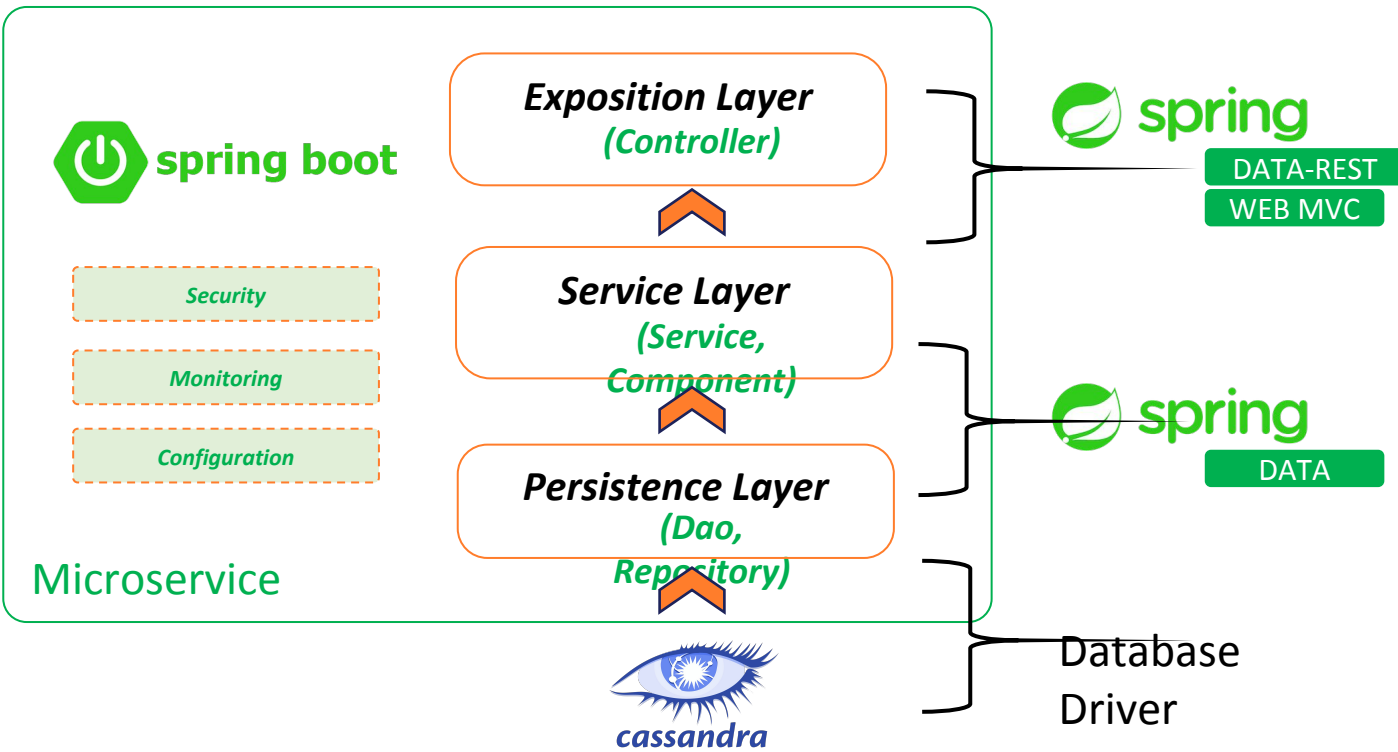 spring boot
Security
Monitoring
Configuration
Microservice
Exposition Layer
(Controller)
Service Layer
(Service,
Component)
Persistence Layer
(Dao,
Repository)
cassandra
spring
DATA-REST
WEB MVC
spring
DATA
Database
Driver